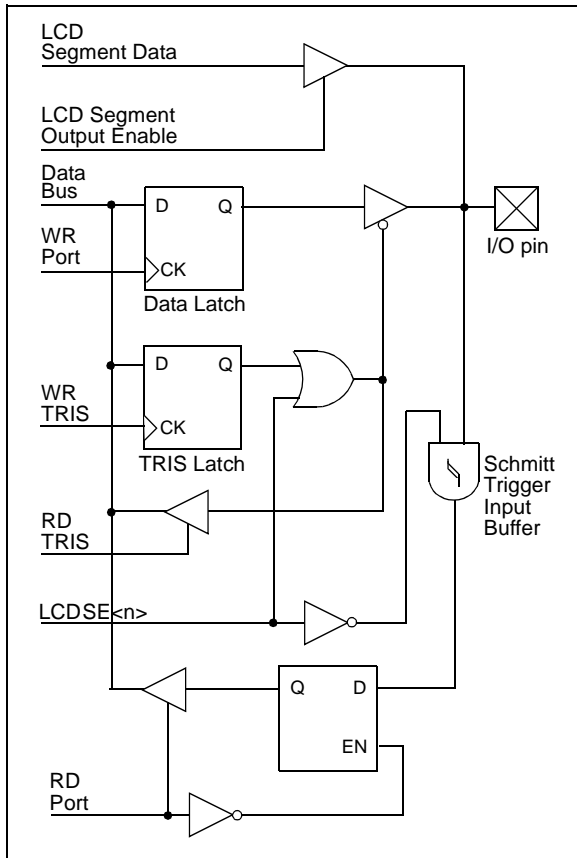 LCD
Segment Data
LCD Segment
Output Enable
Data
Bus
D
Q
WR
Port
CK
I/O pin
Data Latch
D
Q
WR
TRIS
CK
TRIS Latch
Schmitt
Trigger
Input
Buffer
RD
TRIS
LCDSE<n>
Q
D
EN
RD
Port